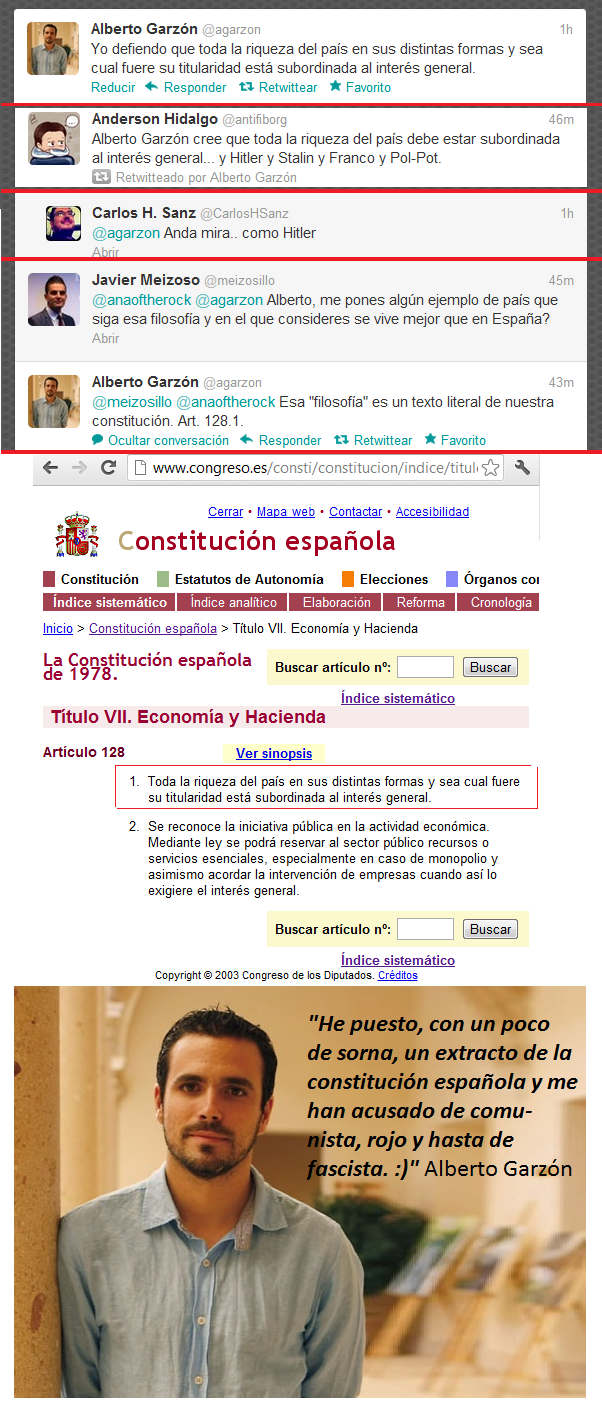 Alberto Garzón @agarzon 1h
Yo defiendo que toda la riqueza del país en sus distintas formas y sea
cual fuere su titularidad está subordinada al interés general.
Reducir Responder Retwittear Favorito
Anderson Hidalgo @antifiborg 46m
Alberto Garzón cree que toda la riqueza del país debe estar subordinada
al interés general... y Hitler y Stalin y Franco y Pol-Pot.
Retwitteado por Alberto Garzón
Carlos H. Sanz @CarlosHSanz 1h
@agarzon Anda mira.. como Hitler
Abrir
Javier Meizoso @meizosillo 45m
@anaoftherock @agarzon Alberto, me pones algún ejemplo de país que
siga esa filosofía y en el que consideres se vive mejor que en España?
Abrir
Alberto Garzón @agarzon 43m
@meizosillo @anaoftherock Esa "filosofía" es un texto literal de nuestra
constitución. Art. 128.1.
Ocultar conversación Responder Retwittear Favorito
www.congreso.es/consti/constitucion/indice/titul
Cerrar • Mapa web • Contactar • Accesibilidad
Constitución española
Constitución Estatutos de Autonomía Elecciones Órganos con
Índice sistemático Índice analítico Elaboración Reforma Cronología
Inicio > Constitución española > Título VII. Economía y Hacienda
La Constitución española
de 1978.
Buscar artículo nº: Buscar
Índice sistemático
Título VII. Economía y Hacienda
Artículo 128 Ver sinopsis
1. Toda la riqueza del país en sus distintas formas y sea cual fuere
su titularidad está subordinada al interés general.
2. Se reconoce la iniciativa pública en la actividad económica.
Mediante ley se podrá reservar al sector público recursos o
servicios esenciales, especialmente en caso de monopolio y
asimismo acordar la intervención de empresas cuando así lo
exigiere el interés general.
Buscar artículo nº: Buscar
Índice sistemático
Copyright © 2003 Congreso de los Diputados. Créditos
"He puesto, con un poco
de sorna, un extracto de la
constitución española y me
han acusado de comu-
nista, rojo y hasta de
fascista. :)" Alberto Garzón